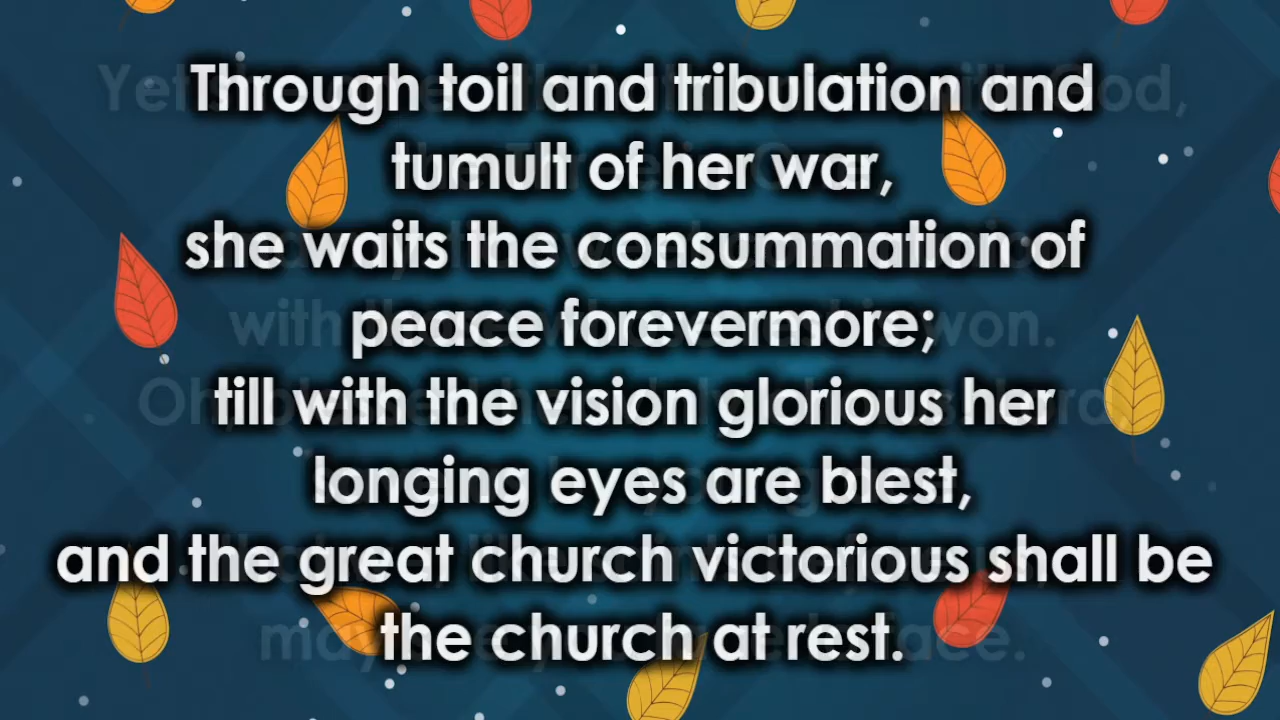 Through toil and tribulation and
tumult of her war,
she waits the consummation of
peace forevermore;
till with the vision glorious her
longing eyes are blest,
and the great church victorious shall be
the church at rest.